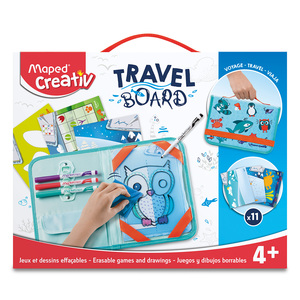 Maped®
Creativ
TRAVEL
BOARD
VOYAGE - TRAVEL - VIAJA
x11
Jeux et dessins effaçables - Erasable games and drawings - Juegos y dibujos borrables
4+